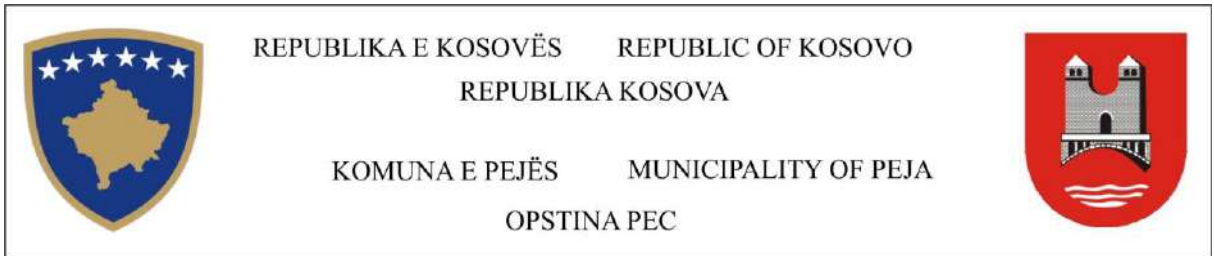 REPUBLIKA E KOSOVËS REPUBLIC OF KOSOVO
REPUBLIKA KOSOVA
KOMUNA E PEJËS MUNICIPALITY OF PEJA
OPSTINA PEC